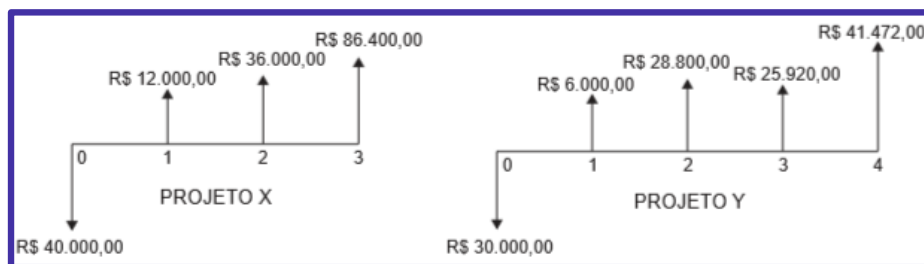 R$ 12.000,00
R$ 36.000,00
R$ 86.400,00
0
1
2
3
PROJETO X
R$ 40.000,00
R$ 6.000,00
R$ 28.800,00
R$ 25.920,00
R$ 41.472,00
0
1
2
3
4
PROJETO Y
R$ 30.000,00